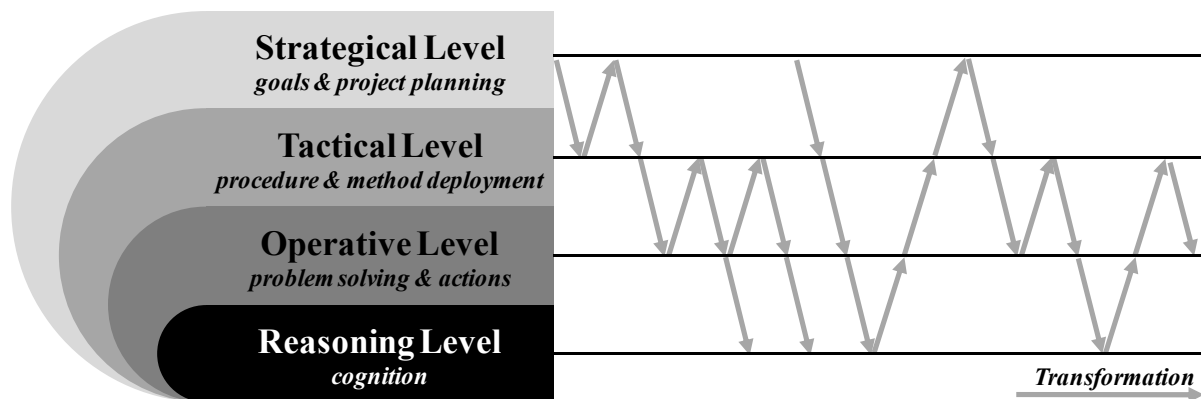 Strategical Level
goals & project planning
Tactical Level
procedure & method deployment
Operative Level
problem solving & actions
Reasoning Level
cognition
Transformation